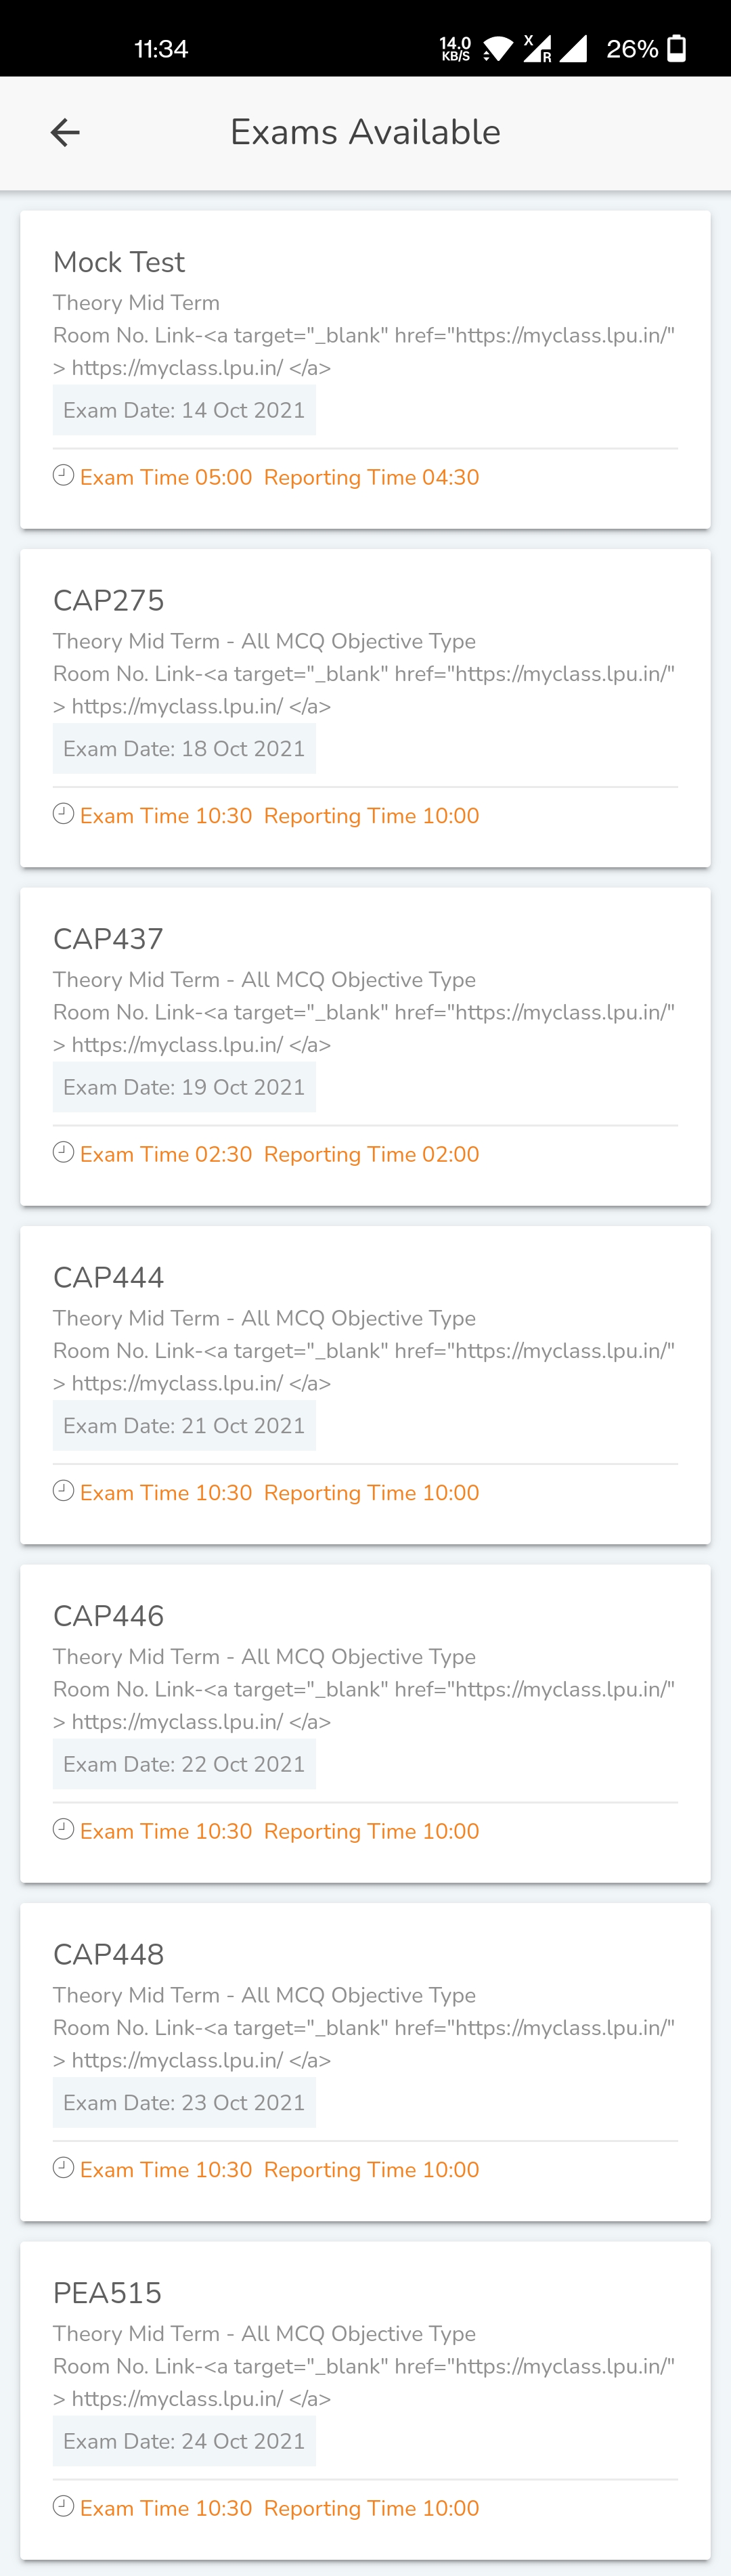 11:34
14.0
KB/S
X
R
26%
Exams Available
Mock Test
Theory Mid Term
Room No. Link-<a target="_blank" href="https://myclass.lpu.in/"
> https://myclass.lpu.in/ </a>
Exam Date: 14 Oct 2021
Exam Time 05:00 Reporting Time 04:30
CAP275
Theory Mid Term - All MCQ Objective Type
Room No. Link-<a target="_blank" href="https://myclass.lpu.in/"
> https://myclass.lpu.in/ </a>
Exam Date: 18 Oct 2021
Exam Time 10:30 Reporting Time 10:00
CAP437
Theory Mid Term - All MCQ Objective Type
Room No. Link-<a target="_blank" href="https://myclass.lpu.in/"
> https://myclass.lpu.in/ </a>
Exam Date: 19 Oct 2021
Exam Time 02:30 Reporting Time 02:00
CAP444
Theory Mid Term - All MCQ Objective Type
Room No. Link-<a target="_blank" href="https://myclass.lpu.in/"
> https://myclass.lpu.in/ </a>
Exam Date: 21 Oct 2021
Exam Time 10:30 Reporting Time 10:00
CAP446
Theory Mid Term - All MCQ Objective Type
Room No. Link-<a target="_blank" href="https://myclass.lpu.in/"
> https://myclass.lpu.in/ </a>
Exam Date: 22 Oct 2021
Exam Time 10:30 Reporting Time 10:00
CAP448
Theory Mid Term - All MCQ Objective Type
Room No. Link-<a target="_blank" href="https://myclass.lpu.in/"
> https://myclass.lpu.in/ </a>
Exam Date: 23 Oct 2021
Exam Time 10:30 Reporting Time 10:00
PEA515
Theory Mid Term - All MCQ Objective Type
Room No. Link-<a target="_blank" href="https://myclass.lpu.in/"
> https://myclass.lpu.in/ </a>
Exam Date: 24 Oct 2021
Exam Time 10:30 Reporting Time 10:00